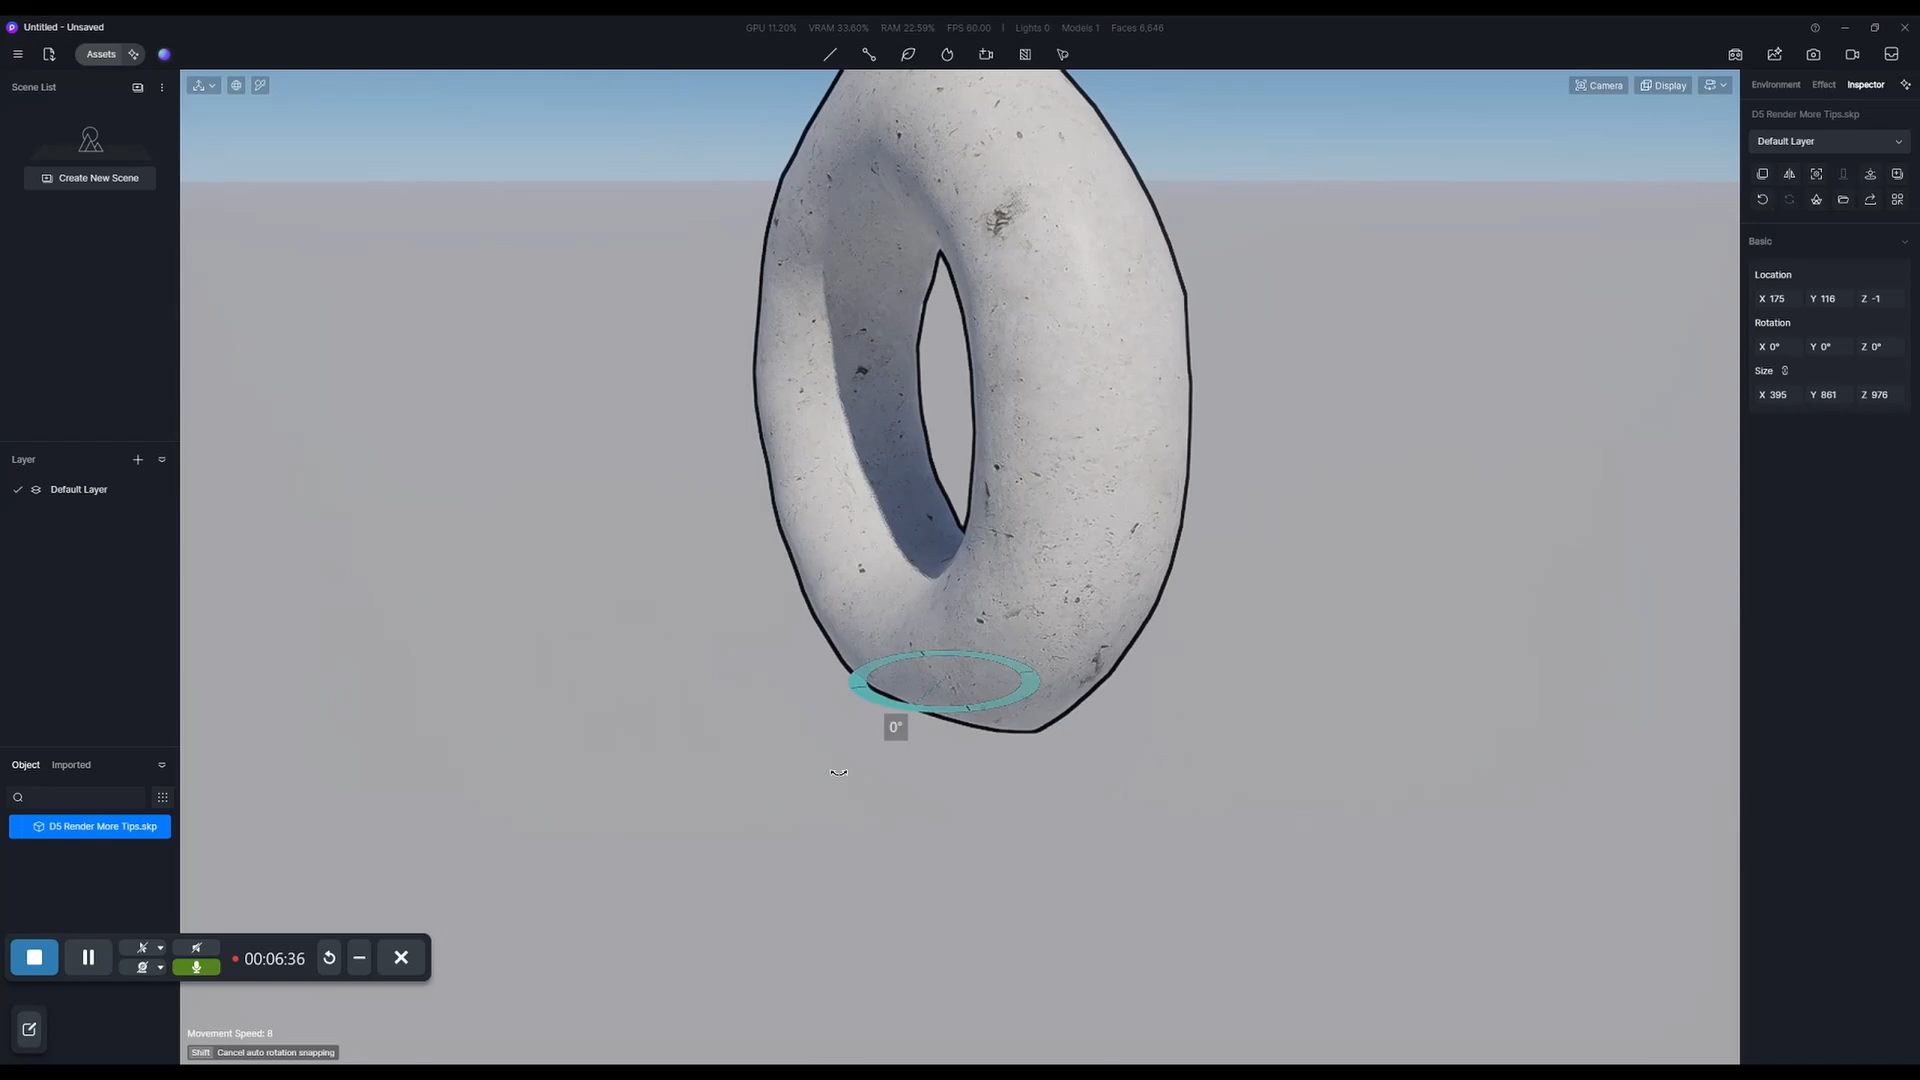 Untitled - Unsaved
GPU 11.20% VRAM 33.60% RAM 22.59% FPS 60.00 | Lights 0 Models 1 Faces 6,646
Assets
Scene List
Create New Scene
Camera
Display
Environment Effect Inspector
D5 Render More Tips.skp
Default Layer
Basic
Location
X 175 Y 116 Z -1
Rotation
X 0° Y 0° Z 0°
Size
X 395 Y 861 Z 976
Layer
Default Layer
0°
Object Imported
D5 Render More Tips.skp
00:06:36
Movement Speed: 8
Shift Cancel auto rotation snapping